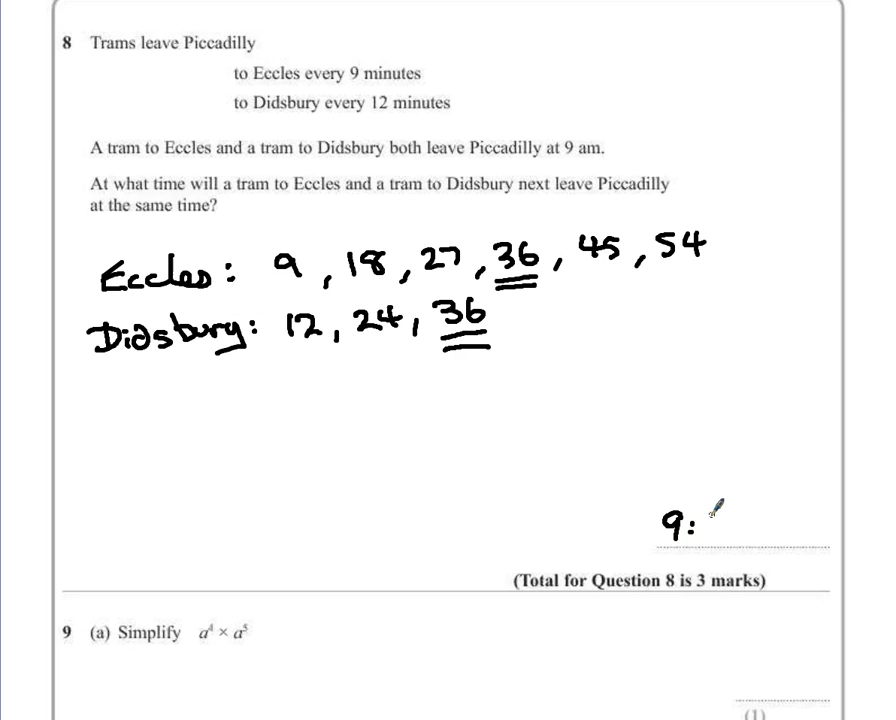 8 Trams leave Piccadilly
to Eccles every 9 minutes
to Didsbury every 12 minutes
A tram to Eccles and a tram to Didsbury both leave Piccadilly at 9 am.
At what time will a tram to Eccles and a tram to Didsbury next leave Piccadilly
at the same time?
Eccles: 9, 18, 27, 36, 45, 54
Didsbury: 12, 24, 36
9:
(Total for Question 8 is 3 marks)
9 (a) Simplify a⁴ × a⁵
(1)